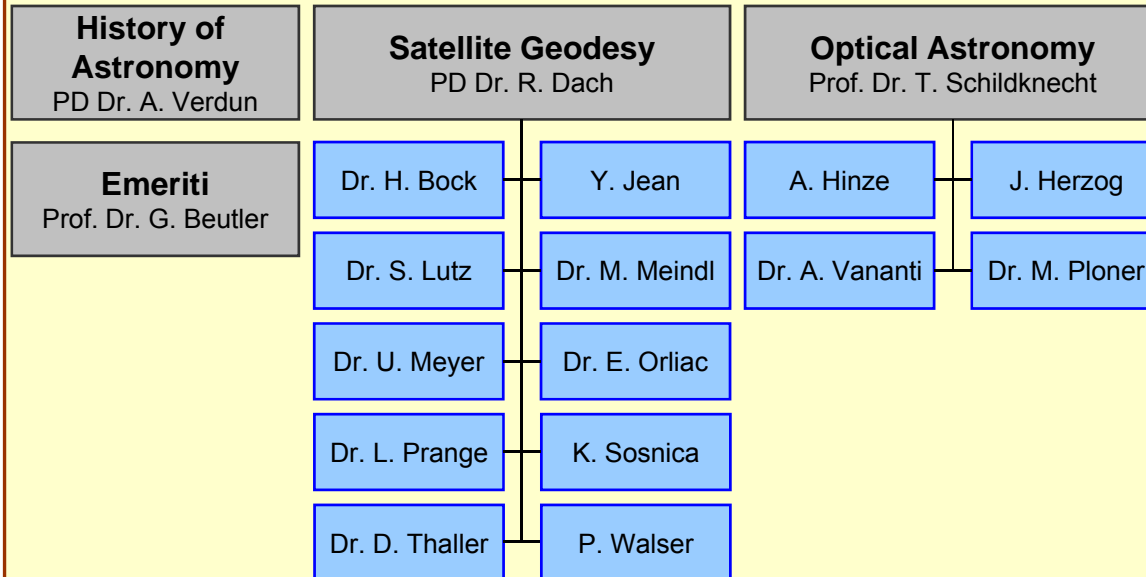 History of
Astronomy
PD Dr. A. Verdun
Emeriti
Prof. Dr. G. Beutler
Satellite Geodesy
PD Dr. R. Dach
Dr. H. Bock
Y. Jean
Dr. S. Lutz
Dr. M. Meindl
Dr. U. Meyer
Dr. E. Orliac
Dr. L. Prange
K. Sosnica
Dr. D. Thaller
P. Walser
Optical Astronomy
Prof. Dr. T. Schildknecht
A. Hinze
J. Herzog
Dr. A. Vananti
Dr. M. Ploner